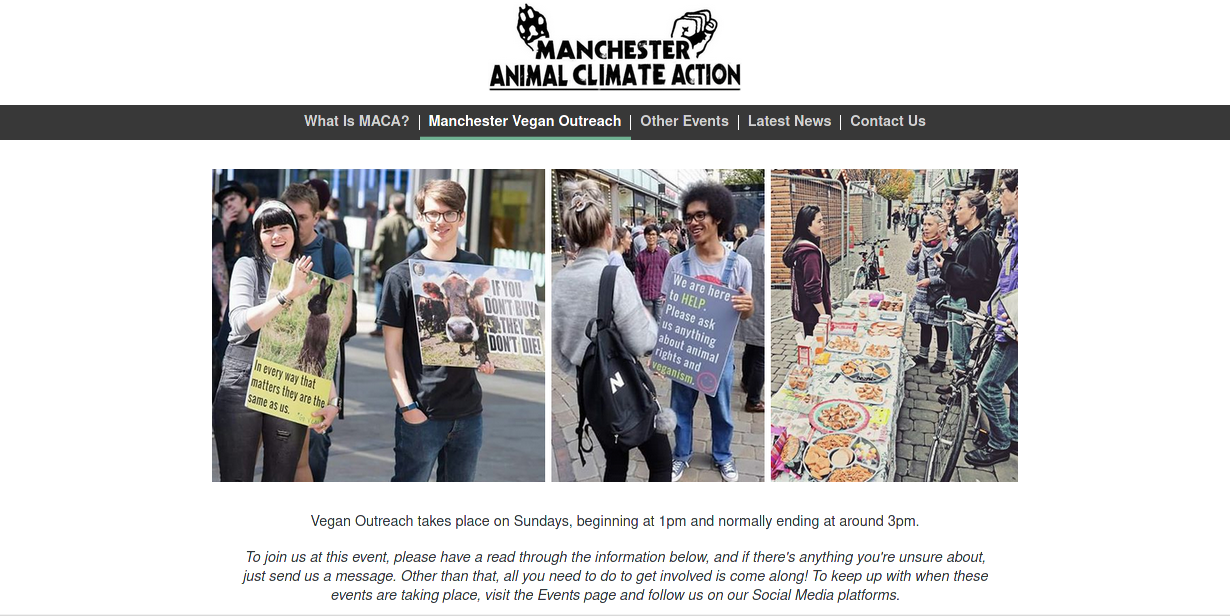 MANCHESTER
ANIMAL CLIMATE ACTION
What Is MACA? | Manchester Vegan Outreach | Other Events | Latest News | Contact Us
In every way that
matters they are the
same as us.
IF YOU
DON'T BUY,
THEY
DON'T DIE!
We are here
to HELP.
Please ask
us anything
about animal
rights and
veganism.
N
Vegan Outreach takes place on Sundays, beginning at 1pm and normally ending at around 3pm.
To join us at this event, please have a read through the information below, and if there's anything you're unsure about,
just send us a message. Other than that, all you need to do to get involved is come along! To keep up with when these
events are taking place, visit the Events page and follow us on our Social Media platforms.